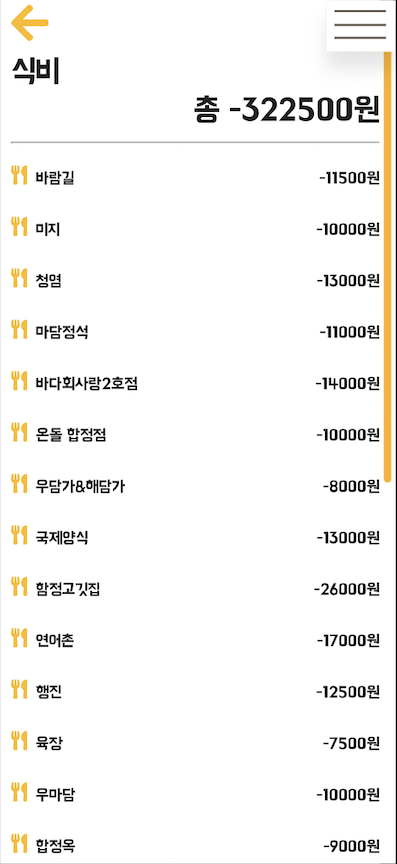 식비
총 -322500원
바람길 -11500원
미지 -10000원
청염 -13000원
마담정석 -11000원
바다회사랑2호점 -14000원
온돌 합정점 -10000원
우담가&해담가 -8000원
국제양식 -13000원
함정고깃집 -26000원
연어촌 -17000원
행진 -12500원
육장 -7500원
우마담 -10000원
합정옥 -9000원